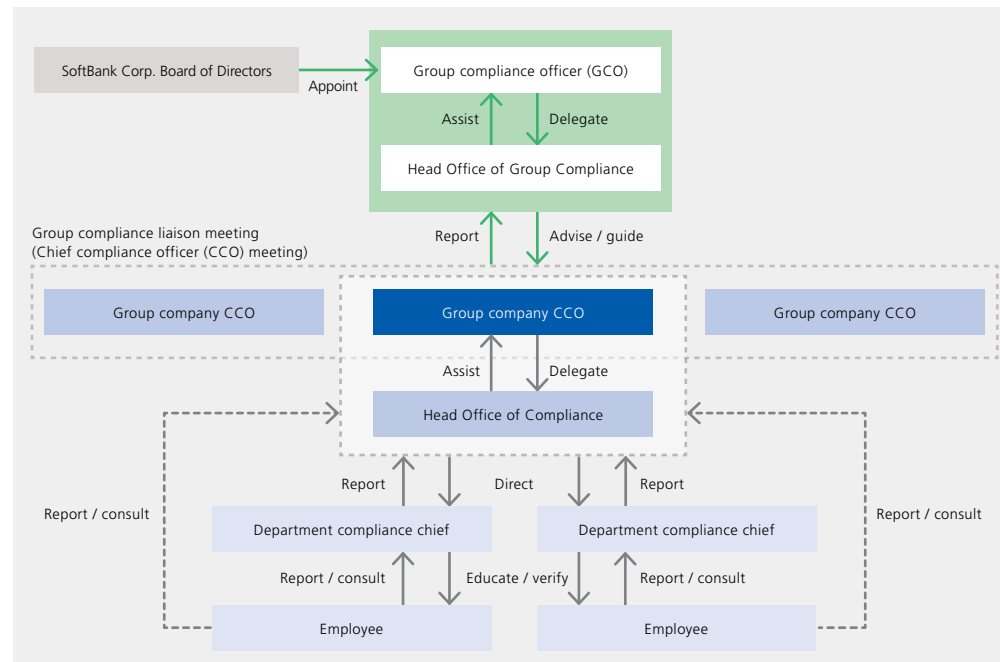 SoftBank Corp. Board of Directors
Appoint
Group compliance officer (GCO)
Assist
Delegate
Head Office of Group Compliance
Report
Advise / guide
Group compliance liaison meeting
(Chief compliance officer (CCO) meeting)
Group company CCO
Group company CCO
Group company CCO
Assist
Delegate
Head Office of Compliance
Report
Direct
Report
Report / consult
Report / consult
Department compliance chief
Department compliance chief
Report / consult
Educate / verify
Report / consult
Employee
Employee